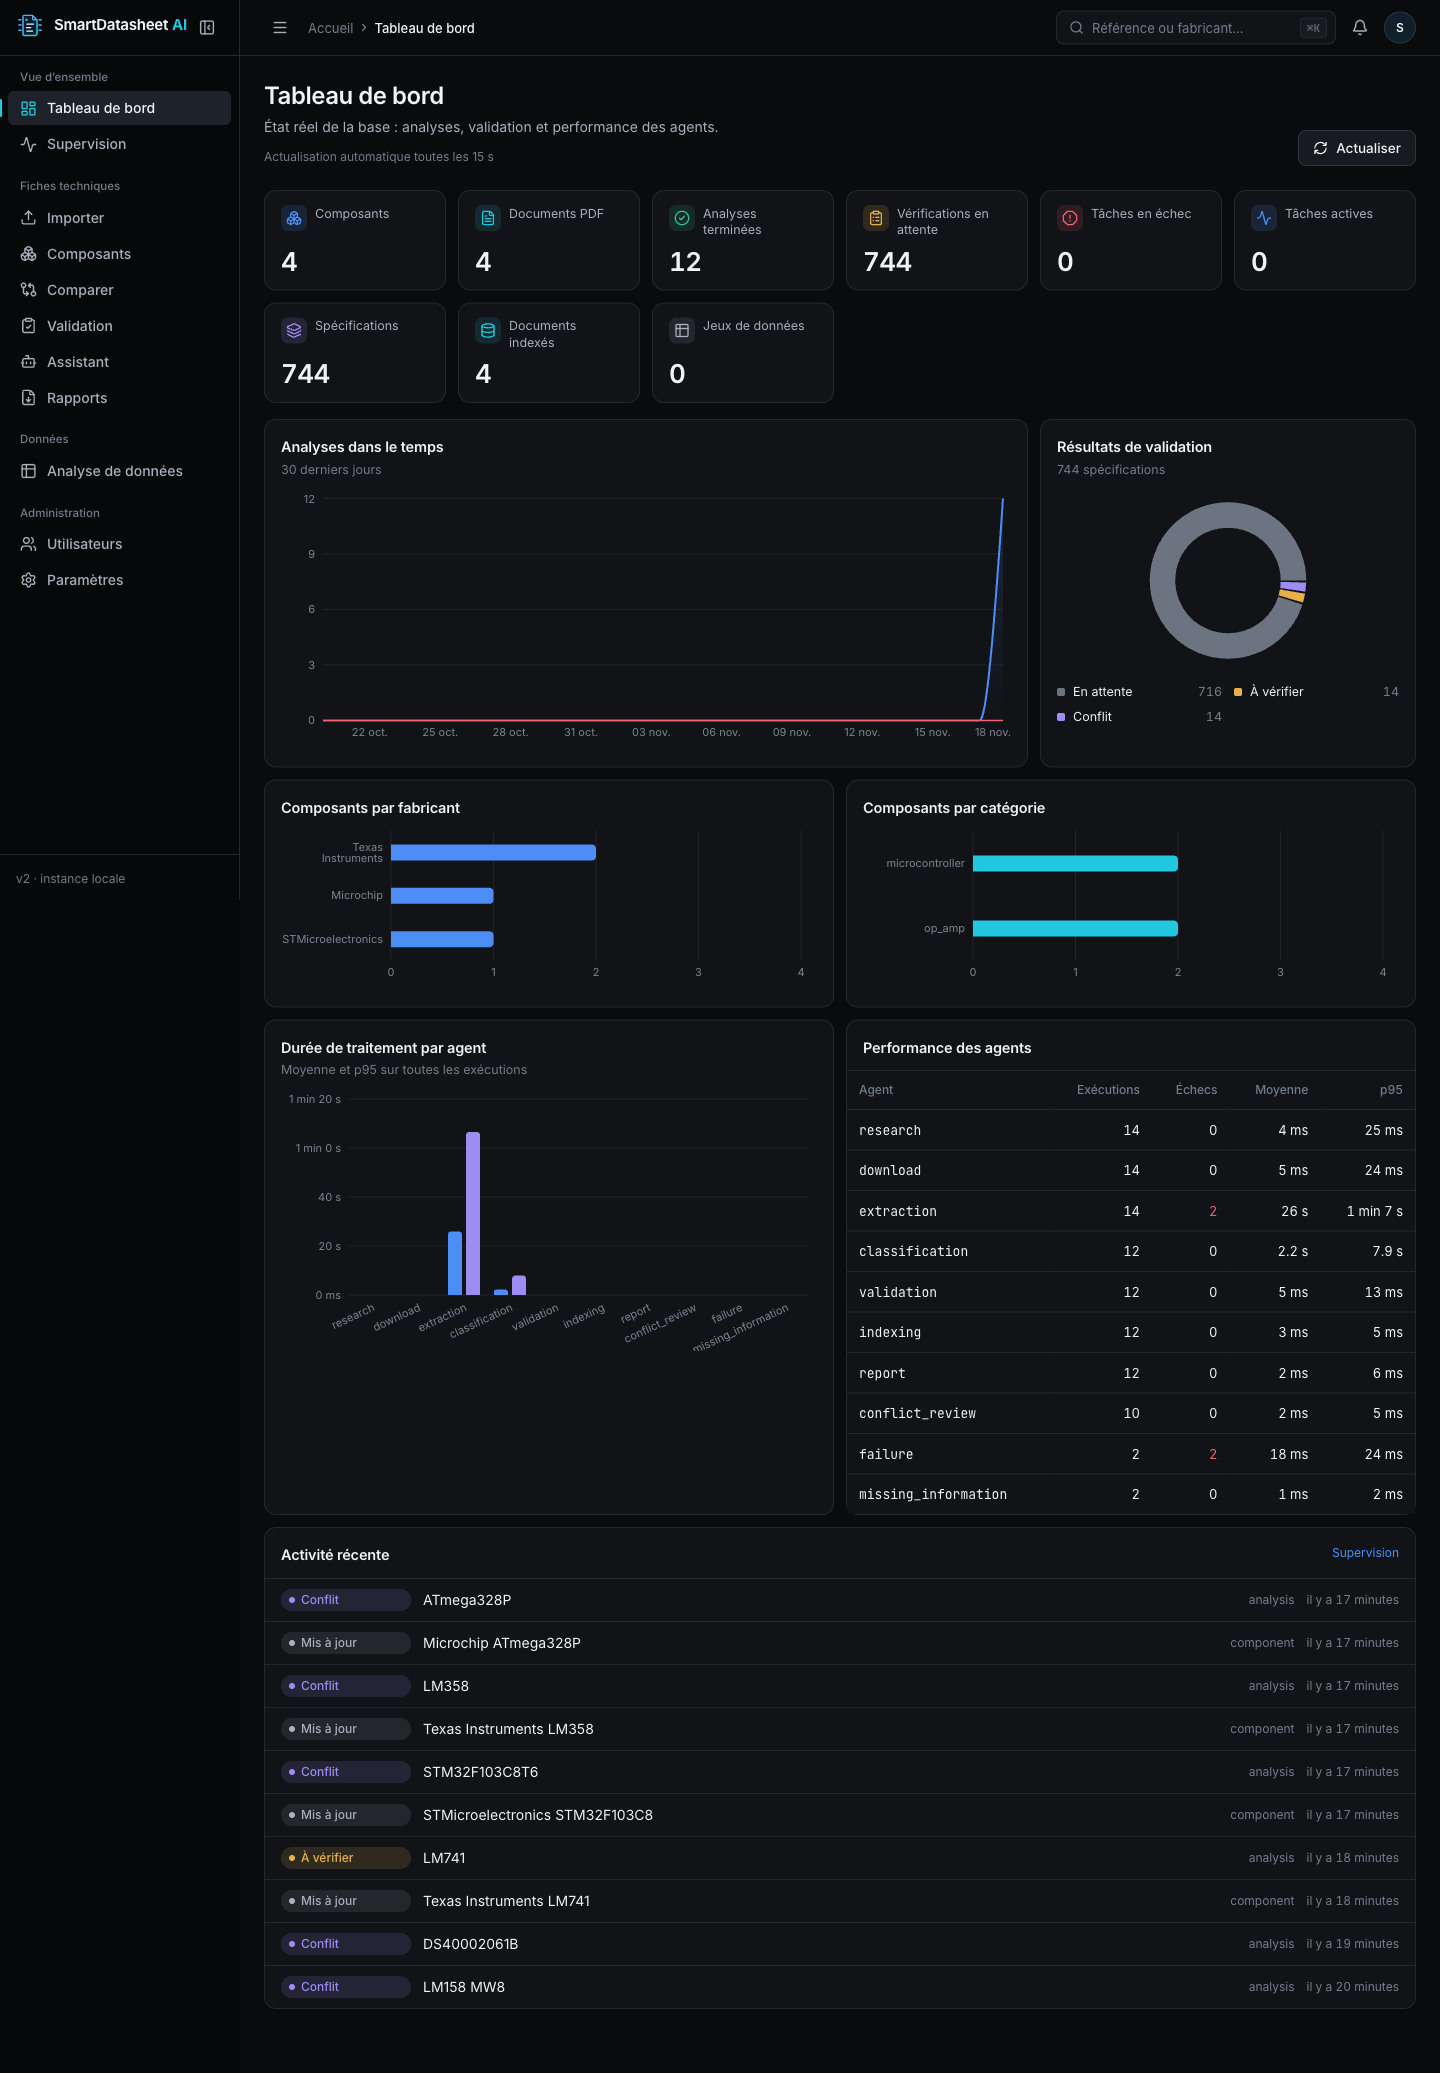 SmartDatasheet AI
Vue d'ensemble
Tableau de bord
Supervision
Fiches techniques
Importer
Composants
Comparer
Validation
Assistant
Rapports
Données
Analyse de données
Administration
Utilisateurs
Paramètres
v2 · instance locale
Accueil > Tableau de bord
Référence ou fabricant... ⌘K
S
Tableau de bord
État réel de la base : analyses, validation et performance des agents.
Actualisation automatique toutes les 15 s
Actualiser
Composants
4
Documents PDF
4
Analyses
terminées
12
Vérifications en
attente
744
Tâches en échec
0
Tâches actives
0
Spécifications
744
Documents
indexés
4
Jeux de données
0
Analyses dans le temps
30 derniers jours
12
9
6
3
0
22 oct. 25 oct. 28 oct. 31 oct. 03 nov. 06 nov. 09 nov. 12 nov. 15 nov. 18 nov.
Résultats de validation
744 spécifications
En attente 716 À vérifier 14
Conflit 14
Composants par fabricant
Texas
Instruments
Microchip
STMicroelectronics
0 1 2 3 4
Composants par catégorie
microcontroller
op_amp
0 1 2 3 4
Durée de traitement par agent
Moyenne et p95 sur toutes les exécutions
1 min 20 s
1 min 0 s
40 s
20 s
0 ms
research download extraction classification validation indexing report conflict_review failure missing_information
Performance des agents
Agent Exécutions Échecs Moyenne p95
research 14 0 4 ms 25 ms
download 14 0 5 ms 24 ms
extraction 14 2 26 s 1 min 7 s
classification 12 0 2.2 s 7.9 s
validation 12 0 5 ms 13 ms
indexing 12 0 3 ms 5 ms
report 12 0 2 ms 6 ms
conflict_review 10 0 2 ms 5 ms
failure 2 2 18 ms 24 ms
missing_information 2 0 1 ms 2 ms
Activité récente Supervision
Conflit ATmega328P analysis il y a 17 minutes
Mis à jour Microchip ATmega328P component il y a 17 minutes
Conflit LM358 analysis il y a 17 minutes
Mis à jour Texas Instruments LM358 component il y a 17 minutes
Conflit STM32F103C8T6 analysis il y a 17 minutes
Mis à jour STMicroelectronics STM32F103C8 component il y a 17 minutes
À vérifier LM741 analysis il y a 18 minutes
Mis à jour Texas Instruments LM741 component il y a 18 minutes
Conflit DS40002061B analysis il y a 19 minutes
Conflit LM158 MW8 analysis il y a 20 minutes